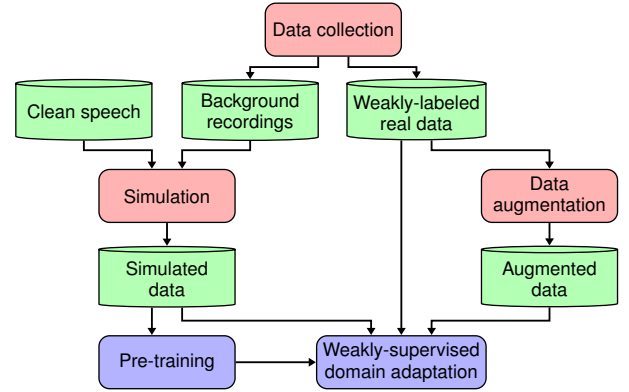 Data collection
Clean speech
Background
recordings
Weakly-labeled
real data
Simulation
Data
augmentation
Simulated
data
Augmented
data
Pre-training
Weakly-supervised
domain adaptation